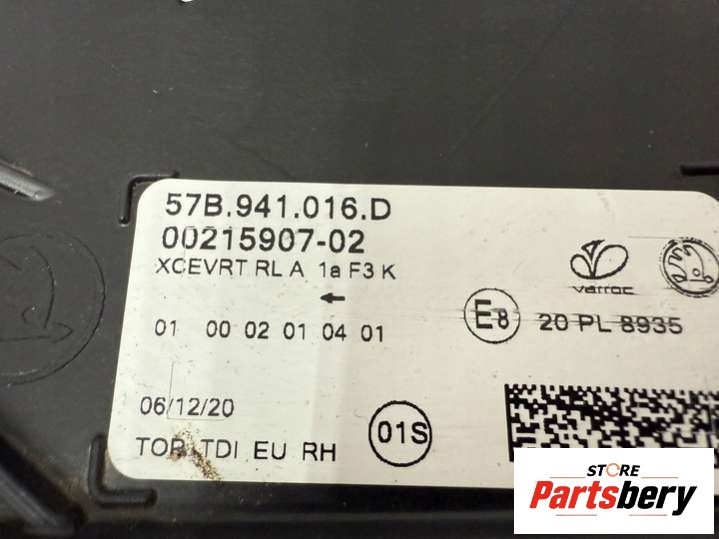 57B.941.016.D
00215907-02
XCEVRT RL A 1a F3 K
varroc
01 00 02 01 04 01
E8 20 PL 8935
06/12/20
01S
TOP TDI EU RH
STORE
Partsbery